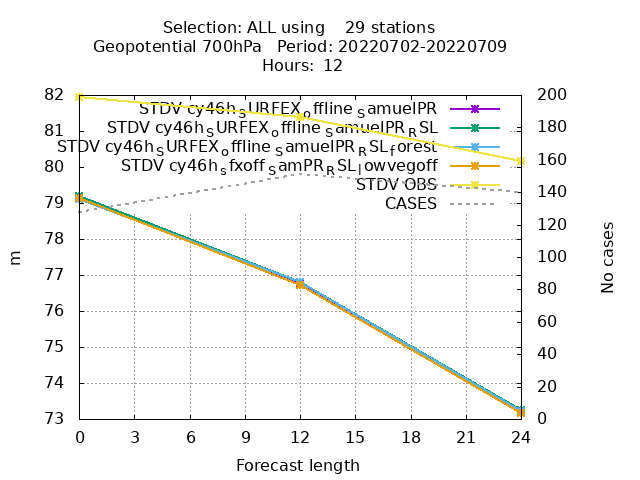 Selection: ALL using    29 stations
Geopotential 700hPa   Period: 20220702-20220709
Hours:  12
82
81
80
79
78
77
76
75
74
73
200
180
160
140
120
100
80
60
40
20
0
STDV cy46h_SURFEX_offline_samuelPR
STDV cy46h_SURFEX_offline_samuelPR_RSL
STDV cy46h_SURFEX_offline_samuelPR_RSL_forest
STDV cy46h_sfxoff_SamPR_RSL_lowvegoff
STDV OBS
CASES
m
No cases
0 3 6 9 12 15 18 21 24
Forecast length